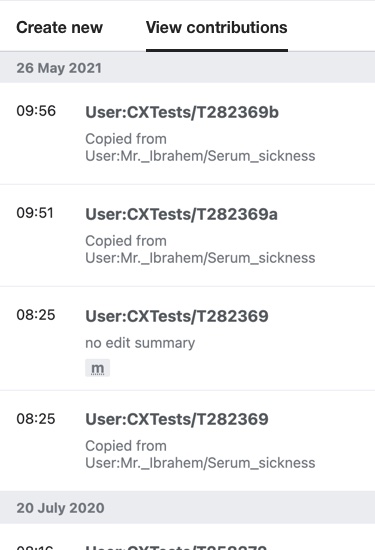 Create new View contributions
26 May 2021
09:56 User:CXTests/T282369b
Copied from
User:Mr._Ibrahem/Serum_sickness
09:51 User:CXTests/T282369a
Copied from
User:Mr._Ibrahem/Serum_sickness
08:25 User:CXTests/T282369
no edit summary
m
08:25 User:CXTests/T282369
Copied from
User:Mr._Ibrahem/Serum_sickness
20 July 2020